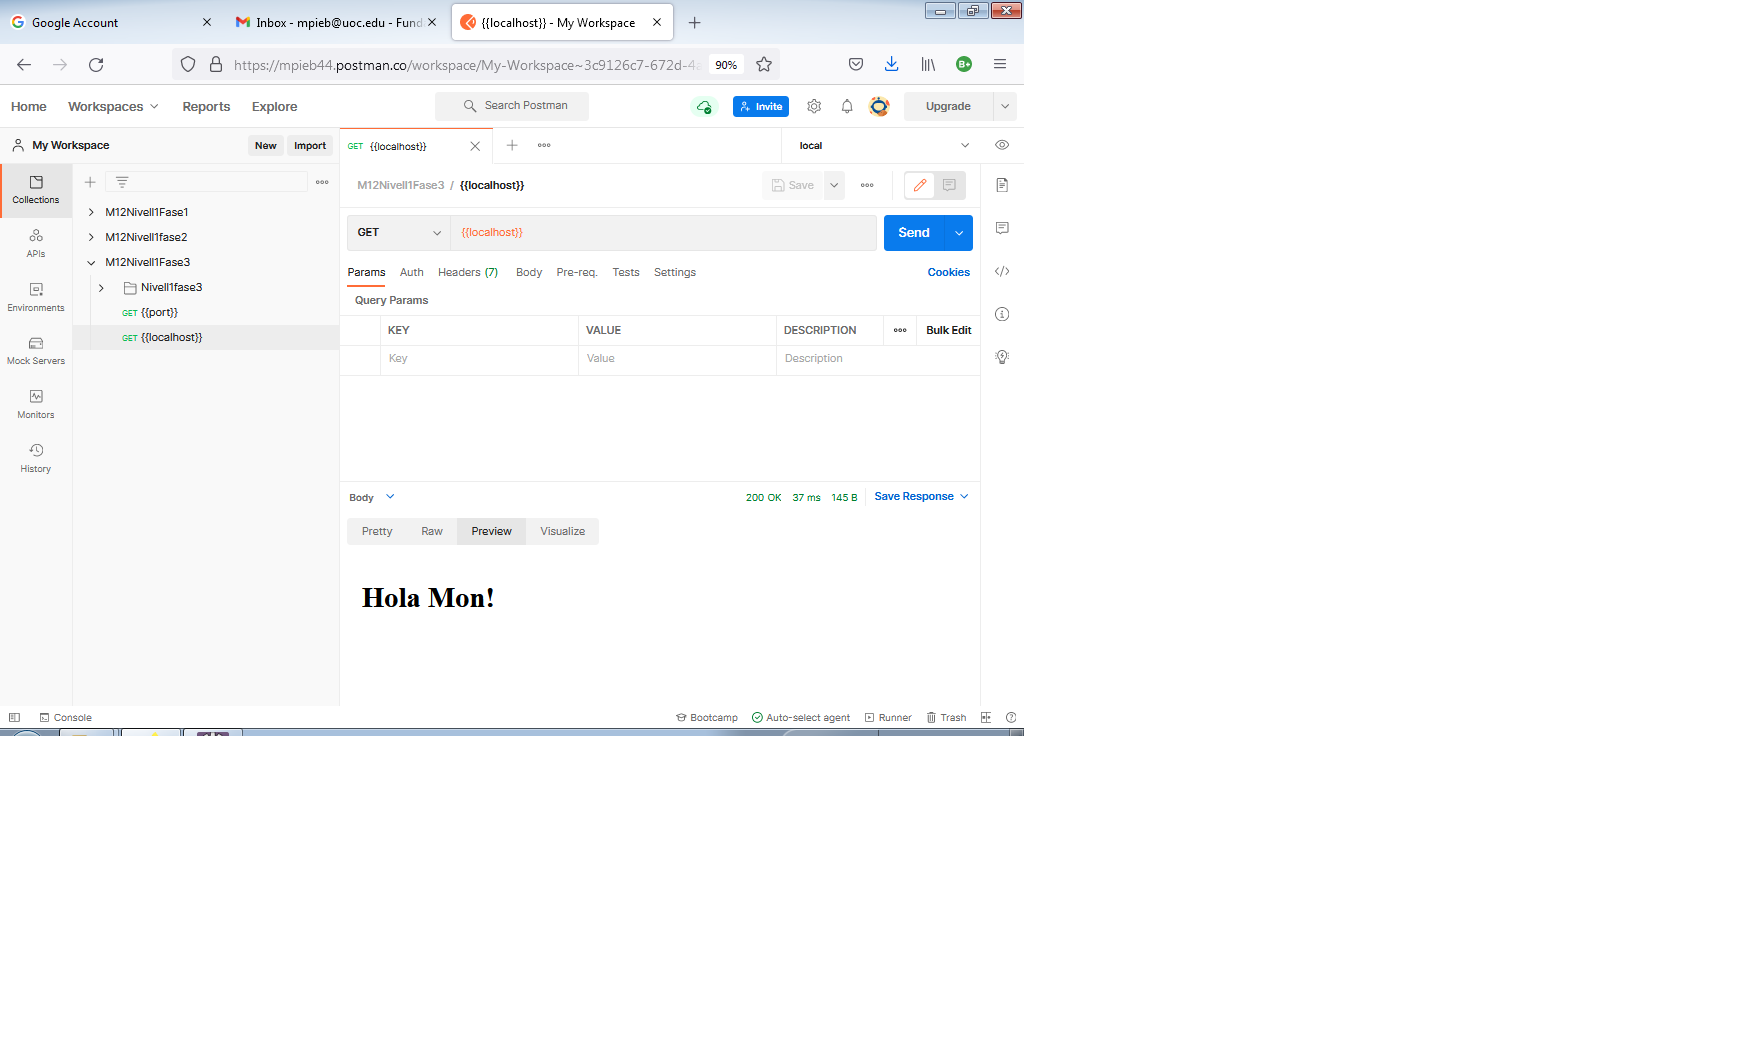 Google Account
Inbox - mpieb@uoc.edu - Fund
{{localhost}} - My Workspace
https://mpieb44.postman.co/workspace/My-Workspace~3c9126c7-672d-4a
90%
Home
Workspaces
Reports
Explore
Search Postman
Invite
Upgrade
My Workspace
New
Import
GET {{localhost}}
local
Collections
APIs
Environments
Mock Servers
Monitors
History
M12Nivell1Fase1
M12Nivell1fase2
M12Nivell1Fase3
Nivell1fase3
GET {{port}}
GET {{localhost}}
M12Nivell1Fase3 / {{localhost}}
Save
GET
{{localhost}}
Send
Params
Auth
Headers (7)
Body
Pre-req.
Tests
Settings
Cookies
Query Params
KEY
VALUE
DESCRIPTION
Bulk Edit
Key
Value
Description
Body
200 OK
37 ms
145 B
Save Response
Pretty
Raw
Preview
Visualize
Hola Mon!
Console
Bootcamp
Auto-select agent
Runner
Trash